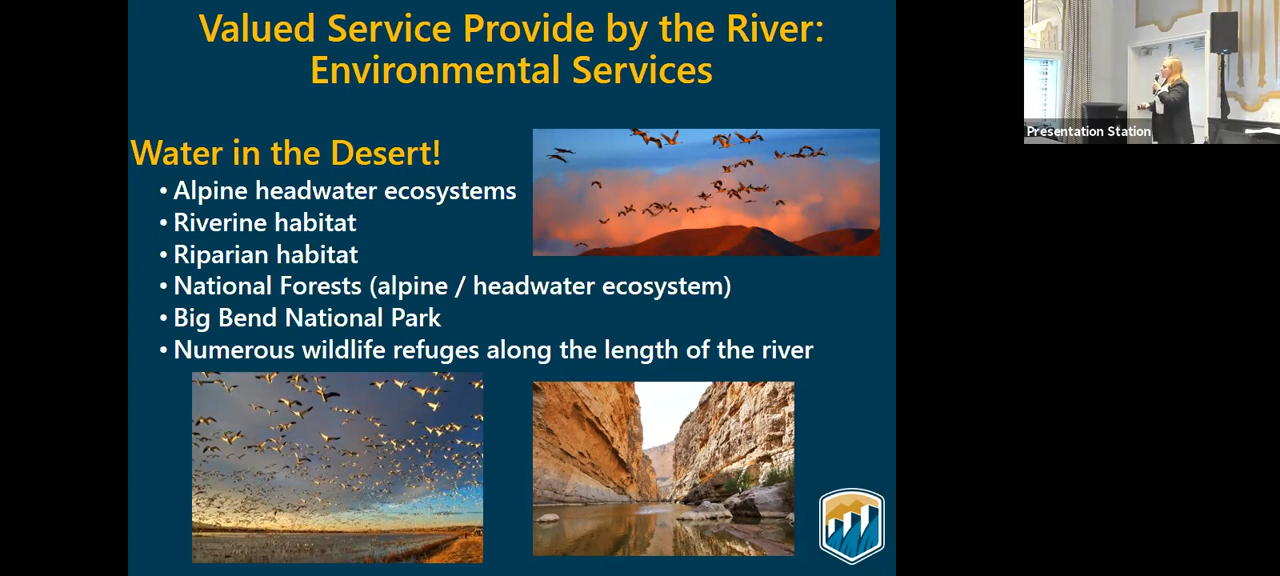 Valued Service Provide by the River:
Environmental Services
Water in the Desert!
• Alpine headwater ecosystems
• Riverine habitat
• Riparian habitat
• National Forests (alpine / headwater ecosystem)
• Big Bend National Park
• Numerous wildlife refuges along the length of the river
Presentation Station